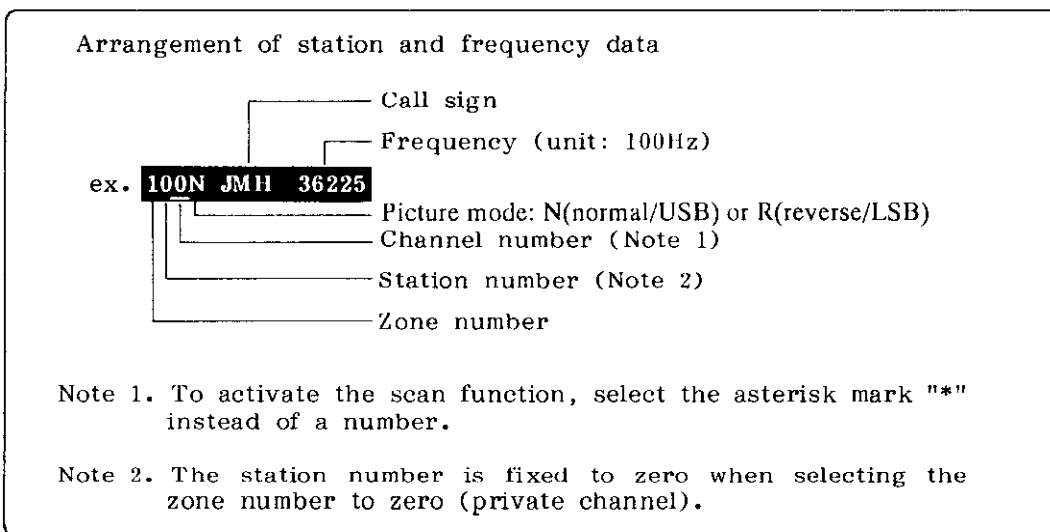 Arrangement of station and frequency data
Call sign
Frequency (unit: 100Hz)
ex. 100N JMH 36225
Picture mode: N(normal/USB) or R(reverse/LSB)
Channel number (Note 1)
Station number (Note 2)
Zone number
Note 1. To activate the scan function, select the asterisk mark "*"
instead of a number.
Note 2. The station number is fixed to zero when selecting the
zone number to zero (private channel).